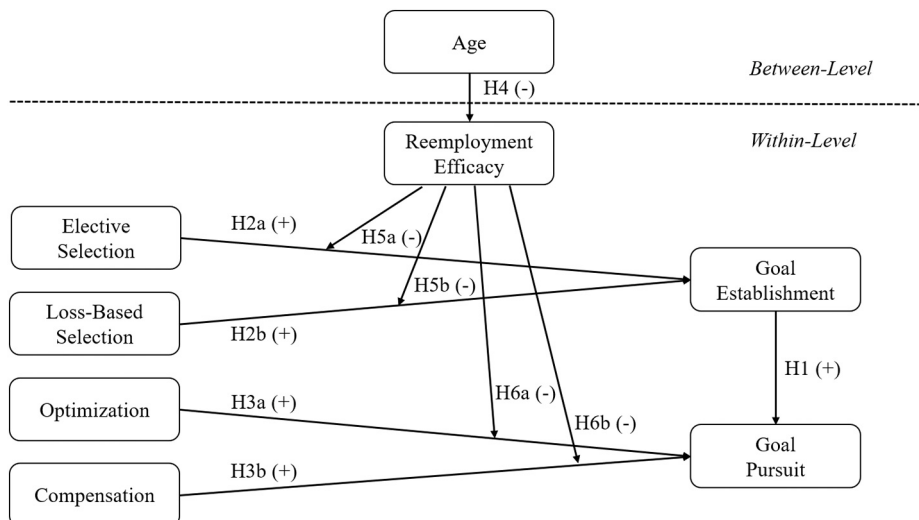 Age
Between-Level
H4 (-)
Reemployment
Efficacy
Within-Level
Elective
Selection
H2a (+)
H5a (-)
Goal
Establishment
H5b (-)
Loss-Based
Selection
H2b (+)
H1 (+)
Optimization
H3a (+)
H6a (-)
H6b (-)
Goal
Pursuit
Compensation
H3b (+)